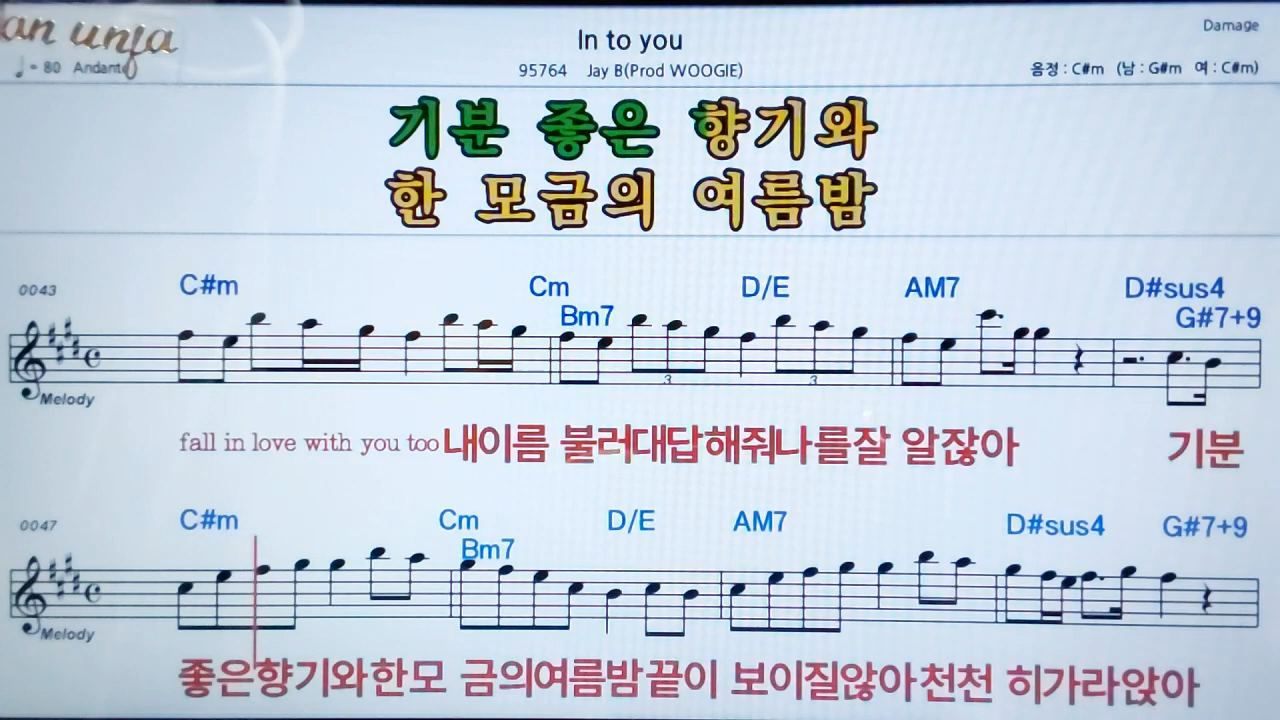 an unja
In to you
Damage
♩= 80 Andante
95764 Jay B(Prod WOOGIE)
음정 : C#m (남 : G#m 여 : C#m)
기분 좋은 향기와
한 모금의 여름밤
0043 C#m Cm D/E AM7 D#sus4
Bm7 G#7+9
3 3
Melody
fall in love with you too 내이름 불러대답해줘나를잘 알잖아 기분
0047 C#m Cm D/E AM7 D#sus4 G#7+9
Bm7
Melody
좋은향기와한모 금의여름밤끝이 보이질않아천천 히가라앉아